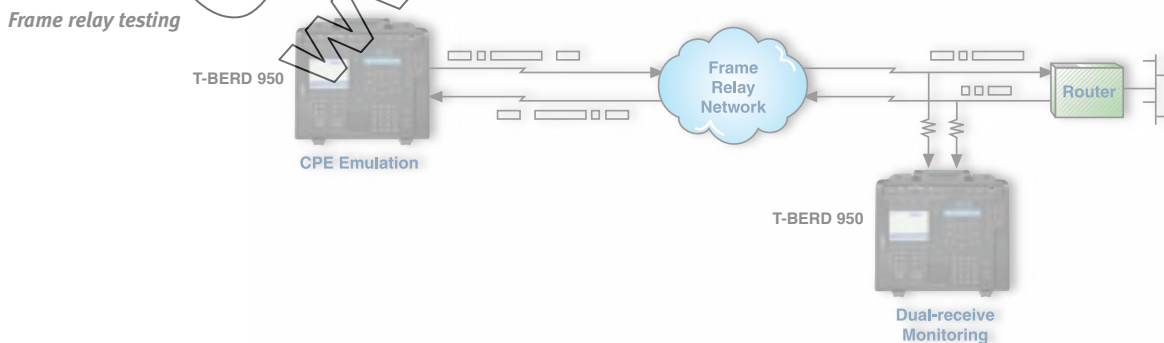 Frame relay testing
T-BERD 950
CPE Emulation
Frame
Relay
Network
Router
T-BERD 950
Dual-receive
Monitoring